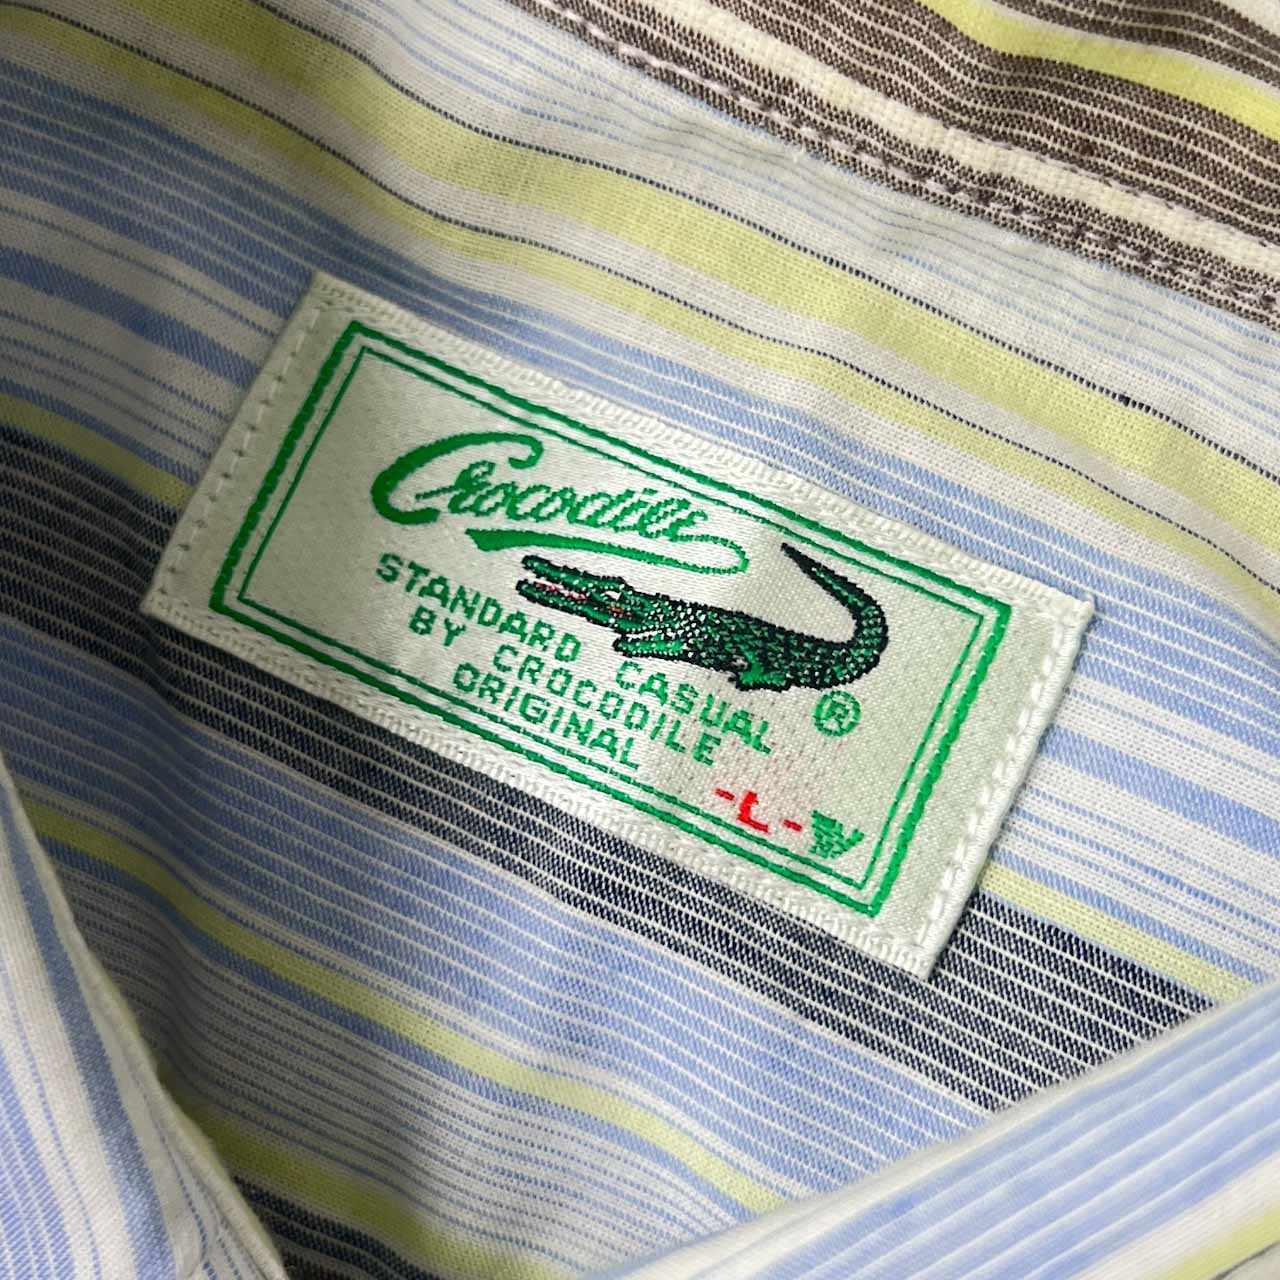 Crocodile
STANDARD CASUAL
BY CROCODILE
ORIGINAL
®
-L-